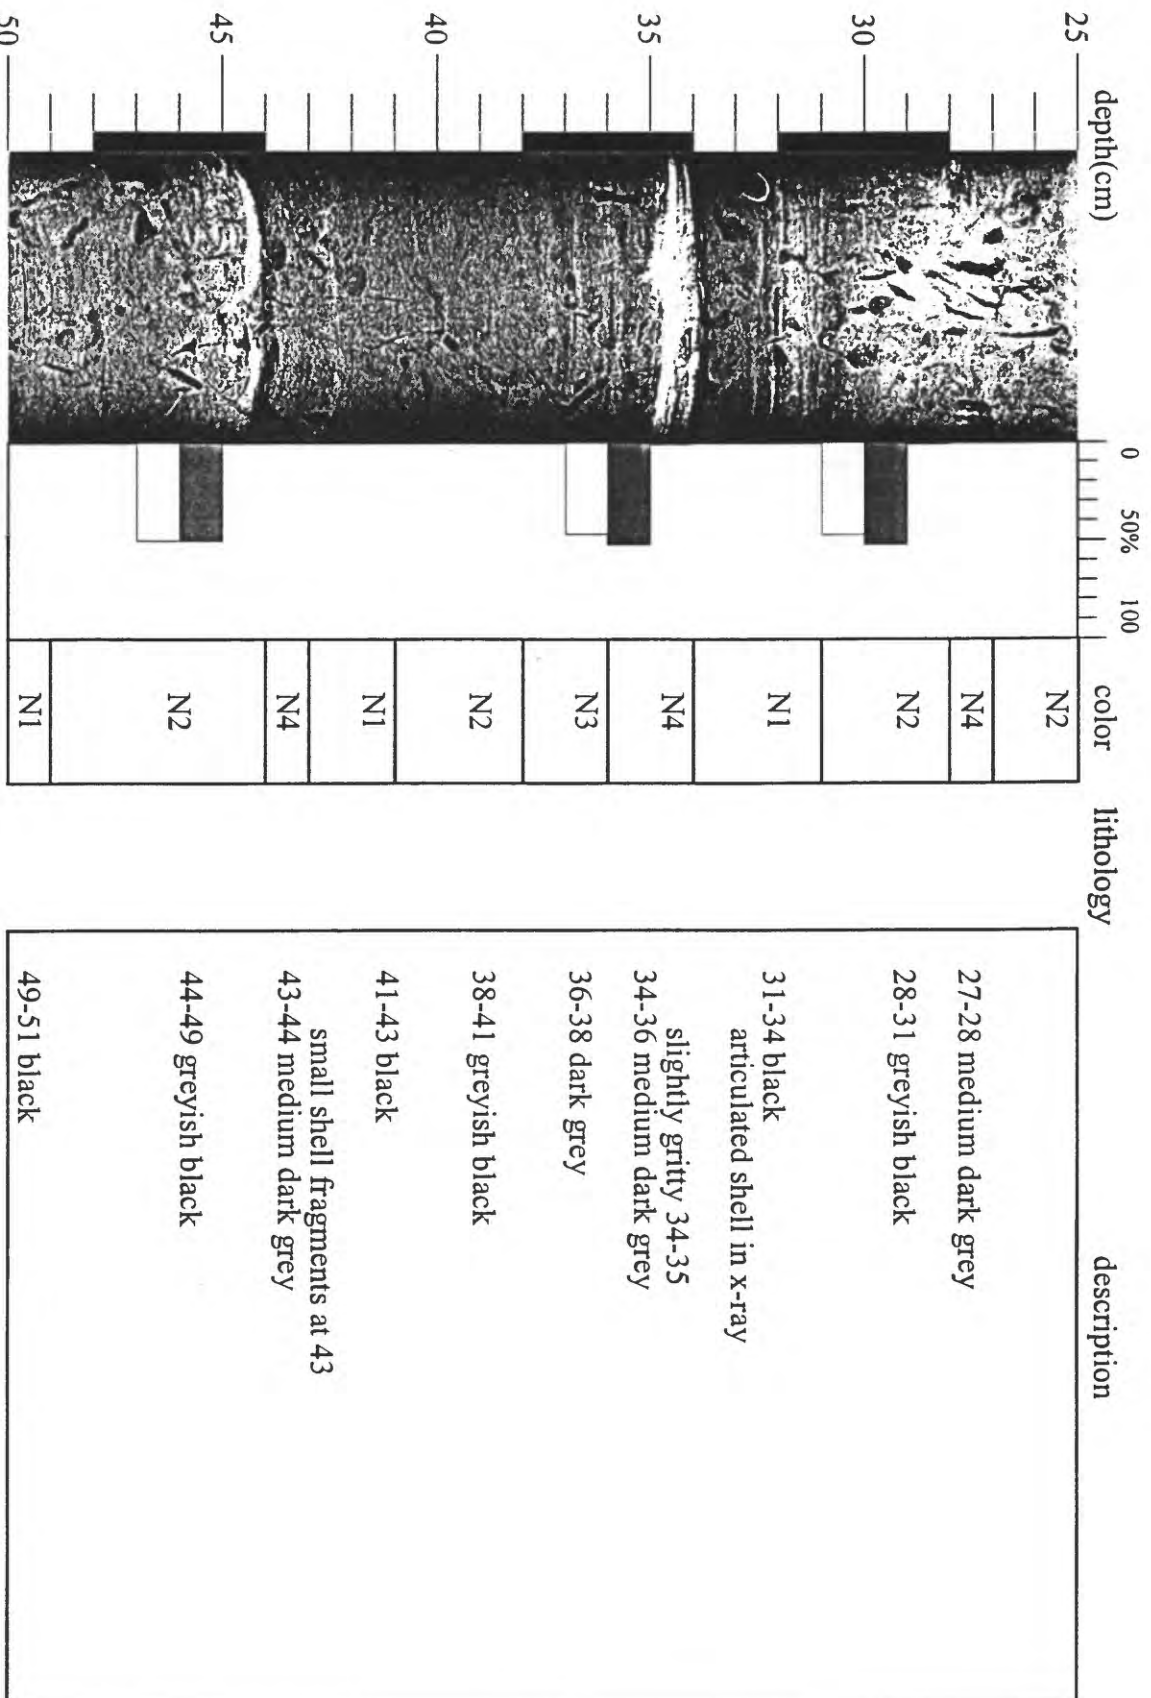 depth(cm)
0 50% 100
color
lithology
description
25
30
35
40
45
50
N2
N4
N2
N1
N4
N3
N2
N1
N4
N2
N1
27-28 medium dark grey
28-31 greyish black
31-34 black
articulated shell in x-ray
slightly gritty 34-35
34-36 medium dark grey
36-38 dark grey
38-41 greyish black
41-43 black
small shell fragments at 43
43-44 medium dark grey
44-49 greyish black
49-51 black